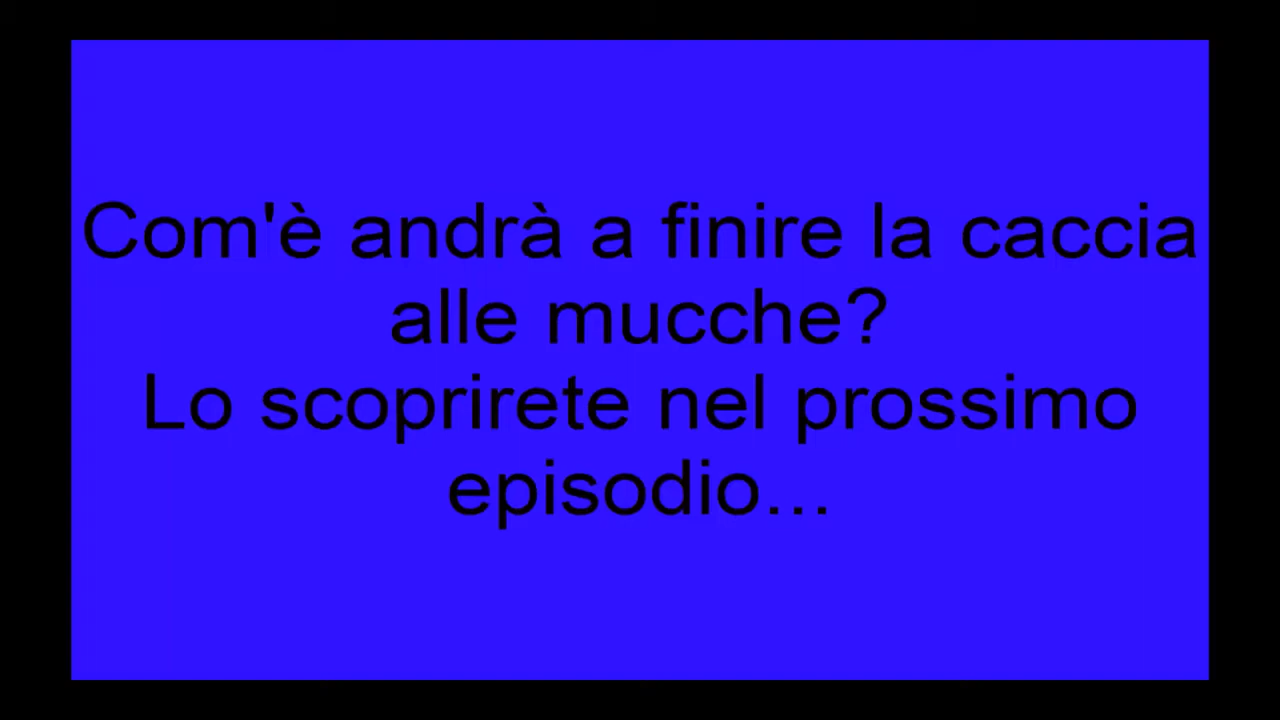 Com'è andrà a finire la caccia
alle mucche?
Lo scoprirete nel prossimo
episodio...